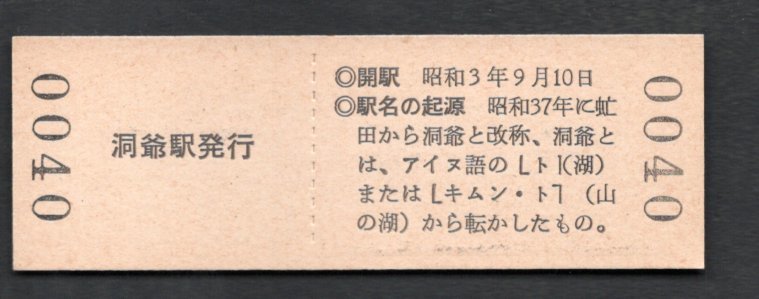 0040
洞爺駅発行
◎開駅 昭和3年9月10日
◎駅名の起源 昭和37年に虻
田から洞爺と改称、洞爺と
は、アイヌ語の「ト」(湖)
または「キムン・ト」(山
の湖)から転かしたもの。
0040